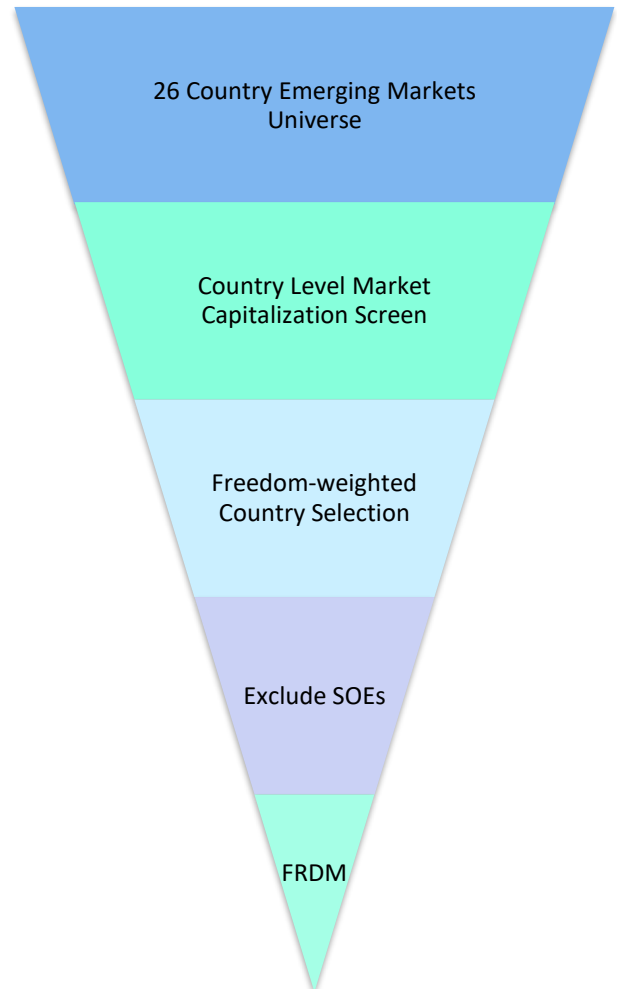 26 Country Emerging Markets
Universe
Country Level Market
Capitalization Screen
Freedom-weighted
Country Selection
Exclude SOEs
FRDM